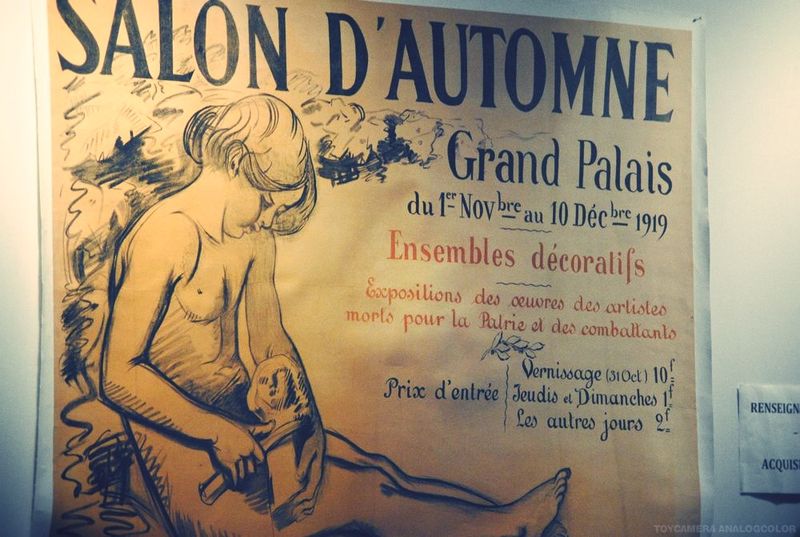 SALON D'AUTOMNE
Grand Palais
du 1er Novbre au 10 Décbre 1919
Ensembles décoratifs
Expositions des œuvres des artistes
morts pour la Patrie et des combattants
Prix d'entrée
Vernissage (31 Oct) 10f
Jeudis et Dimanches 1f
Les autres jours 2f
RENSEIGN
-
ACQUIS
TOYCAMERA ANALOGCOLOR